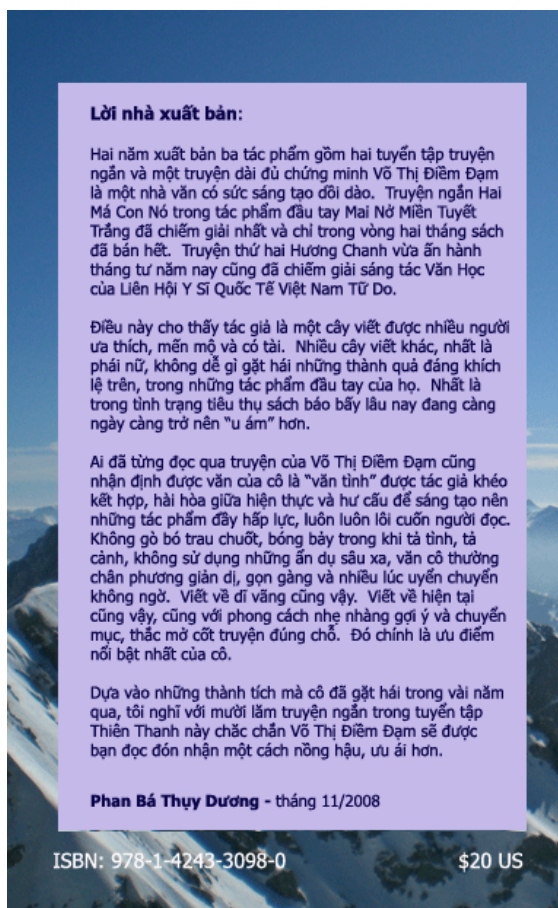 Lời nhà xuất bản:
Hai năm xuất bản ba tác phẩm gồm hai tuyển tập truyện
ngắn và một truyện dài đủ chứng minh Võ Thị Điềm Đạm
là một nhà văn có sức sáng tạo dồi dào.  Truyện ngắn Hai
Má Con Nó trong tác phẩm đầu tay Mai Nở Miền Tuyết
Trắng đã chiếm giải nhất và chỉ trong vòng hai tháng sách
đã bán hết.  Truyện thứ hai Hương Chanh vừa ấn hành
tháng tư năm nay cũng đã chiếm giải sáng tác Văn Học
của Liên Hội Y Sĩ Quốc Tế Việt Nam Tữ Do.
Điều này cho thấy tác giả là một cây viết được nhiều người
ưa thích, mến mộ và có tài.  Nhiều cây viết khác, nhất là
phái nữ, không dễ gì gặt hái những thành quả đáng khích
lệ trên, trong những tác phẩm đầu tay của họ.  Nhất là
trong tình trạng tiêu thụ sách báo bấy lâu nay đang càng
ngày càng trở nên "u ám" hơn.
Ai đã từng đọc qua truyện của Võ Thị Điềm Đạm cũng
nhận định được văn của cô là "văn tình" được tác giả khéo
kết hợp, hài hòa giữa hiện thực và hư cấu để sáng tạo nên
những tác phẩm đầy hấp lực, luôn luôn lôi cuốn người đọc.
Không gò bó trau chuốt, bóng bảy trong khi tả tình, tả
cảnh, không sử dụng những ẩn dụ sâu xa, văn cô thường
chân phương giản dị, gọn gàng và nhiều lúc uyển chuyển
không ngờ.  Viết về dĩ vãng cũng vậy.  Viết về hiện tại
cũng vậy, cũng với phong cách nhẹ nhàng gợi ý và chuyển
mục, thắc mở cốt truyện đúng chỗ.  Đó chính là ưu điểm
nổi bật nhất của cô.
Dựa vào những thành tích mà cô đã gặt hái trong vài năm
qua, tôi nghĩ với mười lăm truyện ngắn trong tuyển tập
Thiên Thanh này chăc chắn Võ Thị Điềm Đạm sẽ được
bạn đọc đón nhận một cách nồng hậu, ưu ái hơn.
Phan Bá Thụy Dương - tháng 11/2008
ISBN: 978-1-4243-3098-0 $20 US